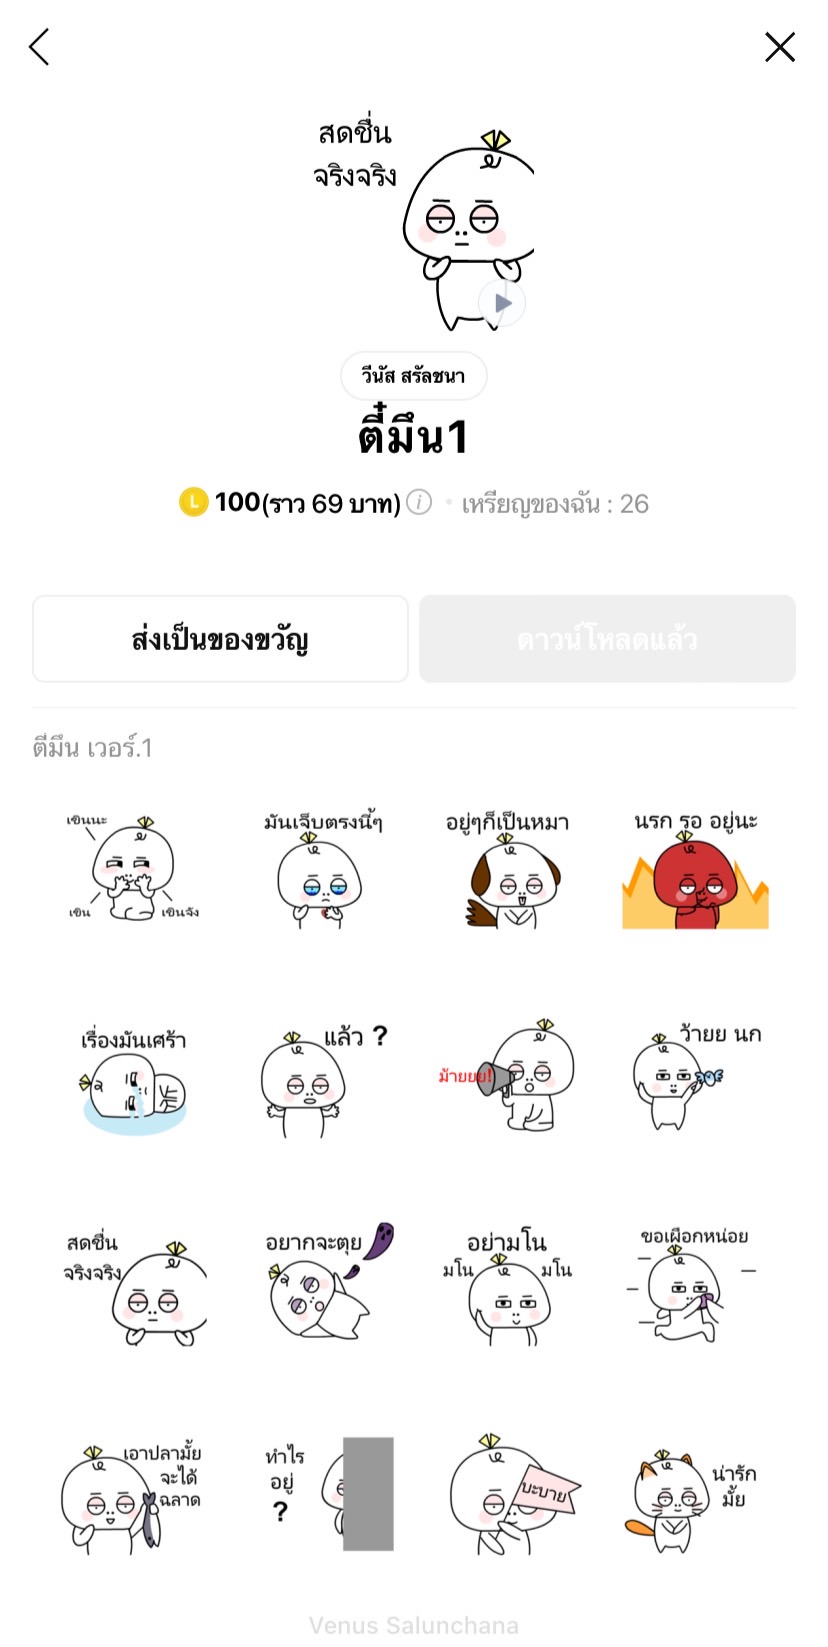 สดชื่น
จริงจริง
วีนัส สรัลชนา
ตี๋มึน1
L 100(ราว 69 บาท) i • เหรียญของฉัน : 26
ส่งเป็นของขวัญ
ดาวน์โหลดแล้ว
ตี๋มึน เวอร์.1
เขินนะ
เขิน
เขินจัง
มันเจ็บตรงนี้ๆ
อยู่ๆก็เป็นหมา
นรก รอ อยู่นะ
เรื่องมันเศร้า
แล้ว ?
ม้ายยย!
ว้ายย นก
สดชื่น
จริงจริง
อยากจะตุย
อย่ามโน
มโน
มโน
ขอเผือกหน่อย
เอาปลามั้ย
จะได้
ฉลาด
ทำไร
อยู่
?
บะบาย
น่ารัก
มั้ย
Venus Salunchana